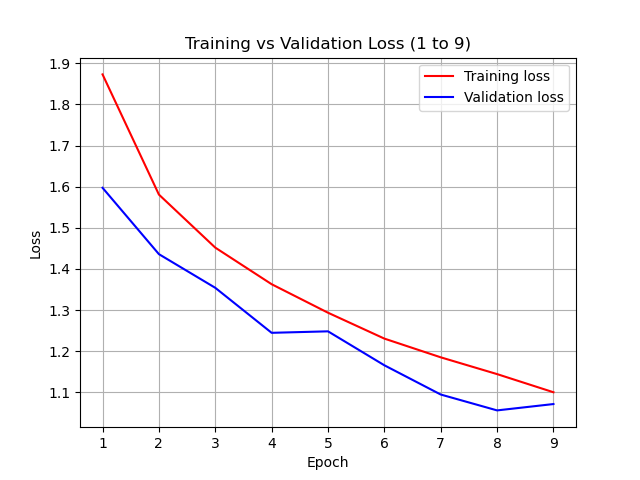 Training vs Validation Loss (1 to 9)
Training loss
Validation loss
1.9
1.8
1.7
1.6
1.5
1.4
1.3
1.2
1.1
Loss
1 2 3 4 5 6 7 8 9
Epoch